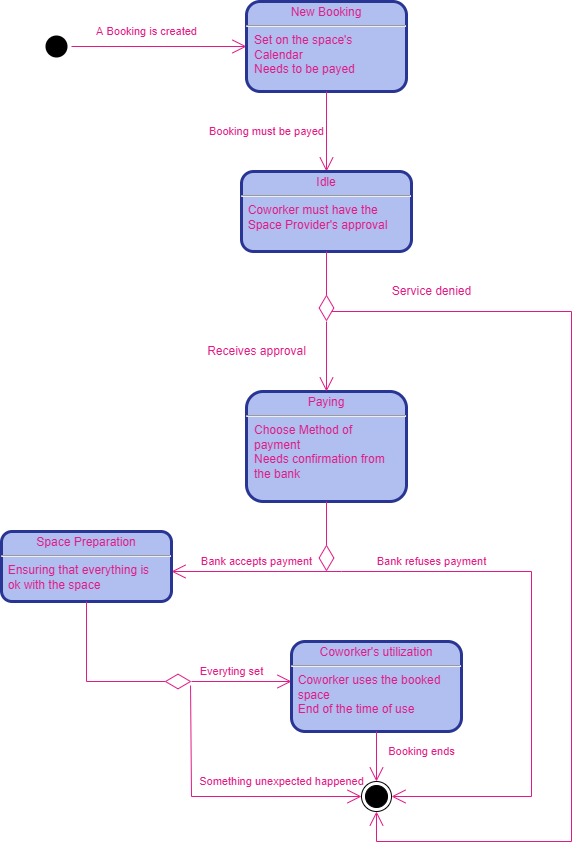 New Booking
A Booking is created
Set on the space's
Calendar
Needs to be payed
Booking must be payed
Idle
Coworker must have the
Space Provider's approval
Service denied
Receives approval
Paying
Choose Method of
payment
Needs confirmation from
the bank
Space Preparation
Bank accepts payment
Bank refuses payment
Ensuring that everything is
ok with the space
Coworker's utilization
Everyting set
Coworker uses the booked
space
End of the time of use
Booking ends
Something unexpected happened